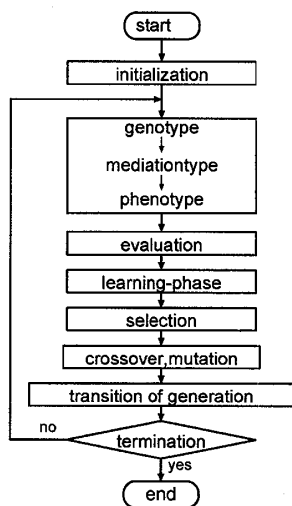 start
initialization
genotype
mediationtype
phenotype
evaluation
learning-phase
selection
crossover,mutation
transition of generation
no
termination
yes
end